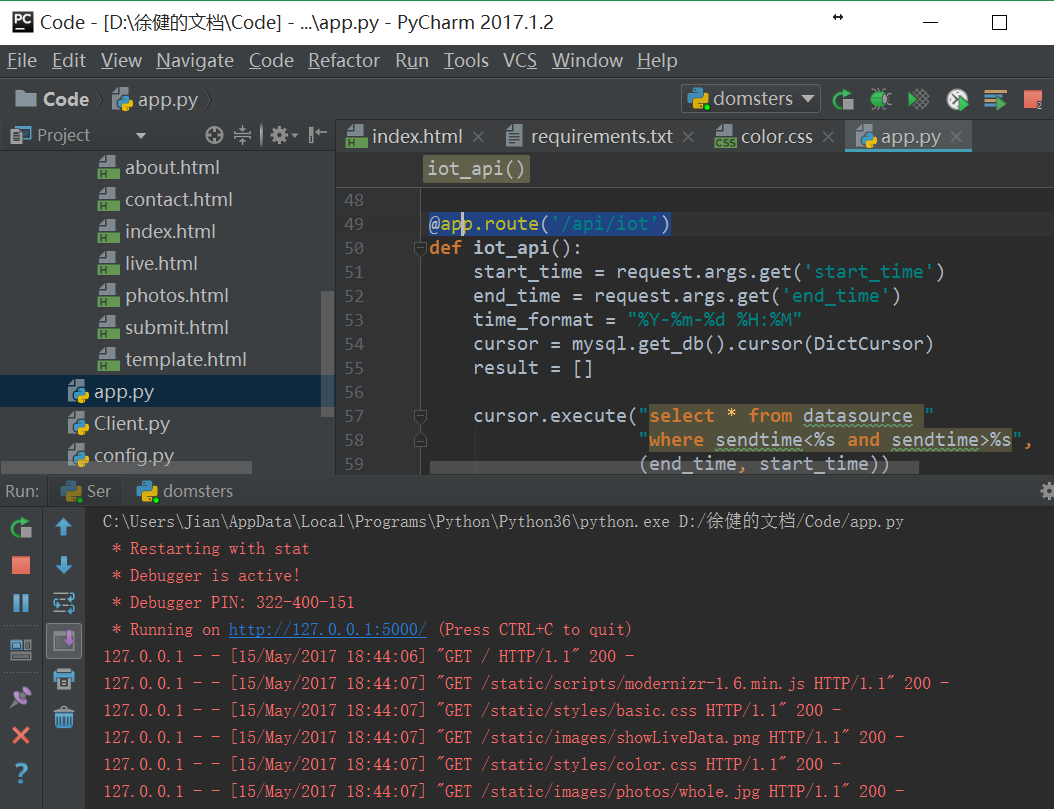 PC Code - [D:\徐健的文档\Code] - ...\app.py - PyCharm 2017.1.2
File Edit View Navigate Code Refactor Run Tools VCS Window Help
Code app.py domsters 2
Project index.html requirements.txt color.css app.py
about.html
contact.html
index.html
live.html
photos.html
submit.html
template.html
app.py
Client.py
config.py
iot_api()
48
49 @app.route('/api/iot')
50 def iot_api():
51 start_time = request.args.get('start_time')
52 end_time = request.args.get('end_time')
53 time_format = "%Y-%m-%d %H:%M"
54 cursor = mysql.get_db().cursor(DictCursor)
55 result = []
56
57 cursor.execute("select * from datasource "
58 "where sendtime<%s and sendtime>%s",
59 (end_time, start_time))
Run: Ser domsters
C:\Users\Jian\AppData\Local\Programs\Python\Python36\python.exe D:/徐健的文档/Code/app.py
* Restarting with stat
* Debugger is active!
* Debugger PIN: 322-400-151
* Running on http://127.0.0.1:5000/ (Press CTRL+C to quit)
127.0.0.1 - - [15/May/2017 18:44:06] "GET / HTTP/1.1" 200 -
127.0.0.1 - - [15/May/2017 18:44:07] "GET /static/scripts/modernizr-1.6.min.js HTTP/1.1" 200 -
127.0.0.1 - - [15/May/2017 18:44:07] "GET /static/styles/basic.css HTTP/1.1" 200 -
127.0.0.1 - - [15/May/2017 18:44:07] "GET /static/images/showLiveData.png HTTP/1.1" 200 -
127.0.0.1 - - [15/May/2017 18:44:07] "GET /static/styles/color.css HTTP/1.1" 200 -
127.0.0.1 - - [15/May/2017 18:44:07] "GET /static/images/photos/whole.jpg HTTP/1.1" 200 -